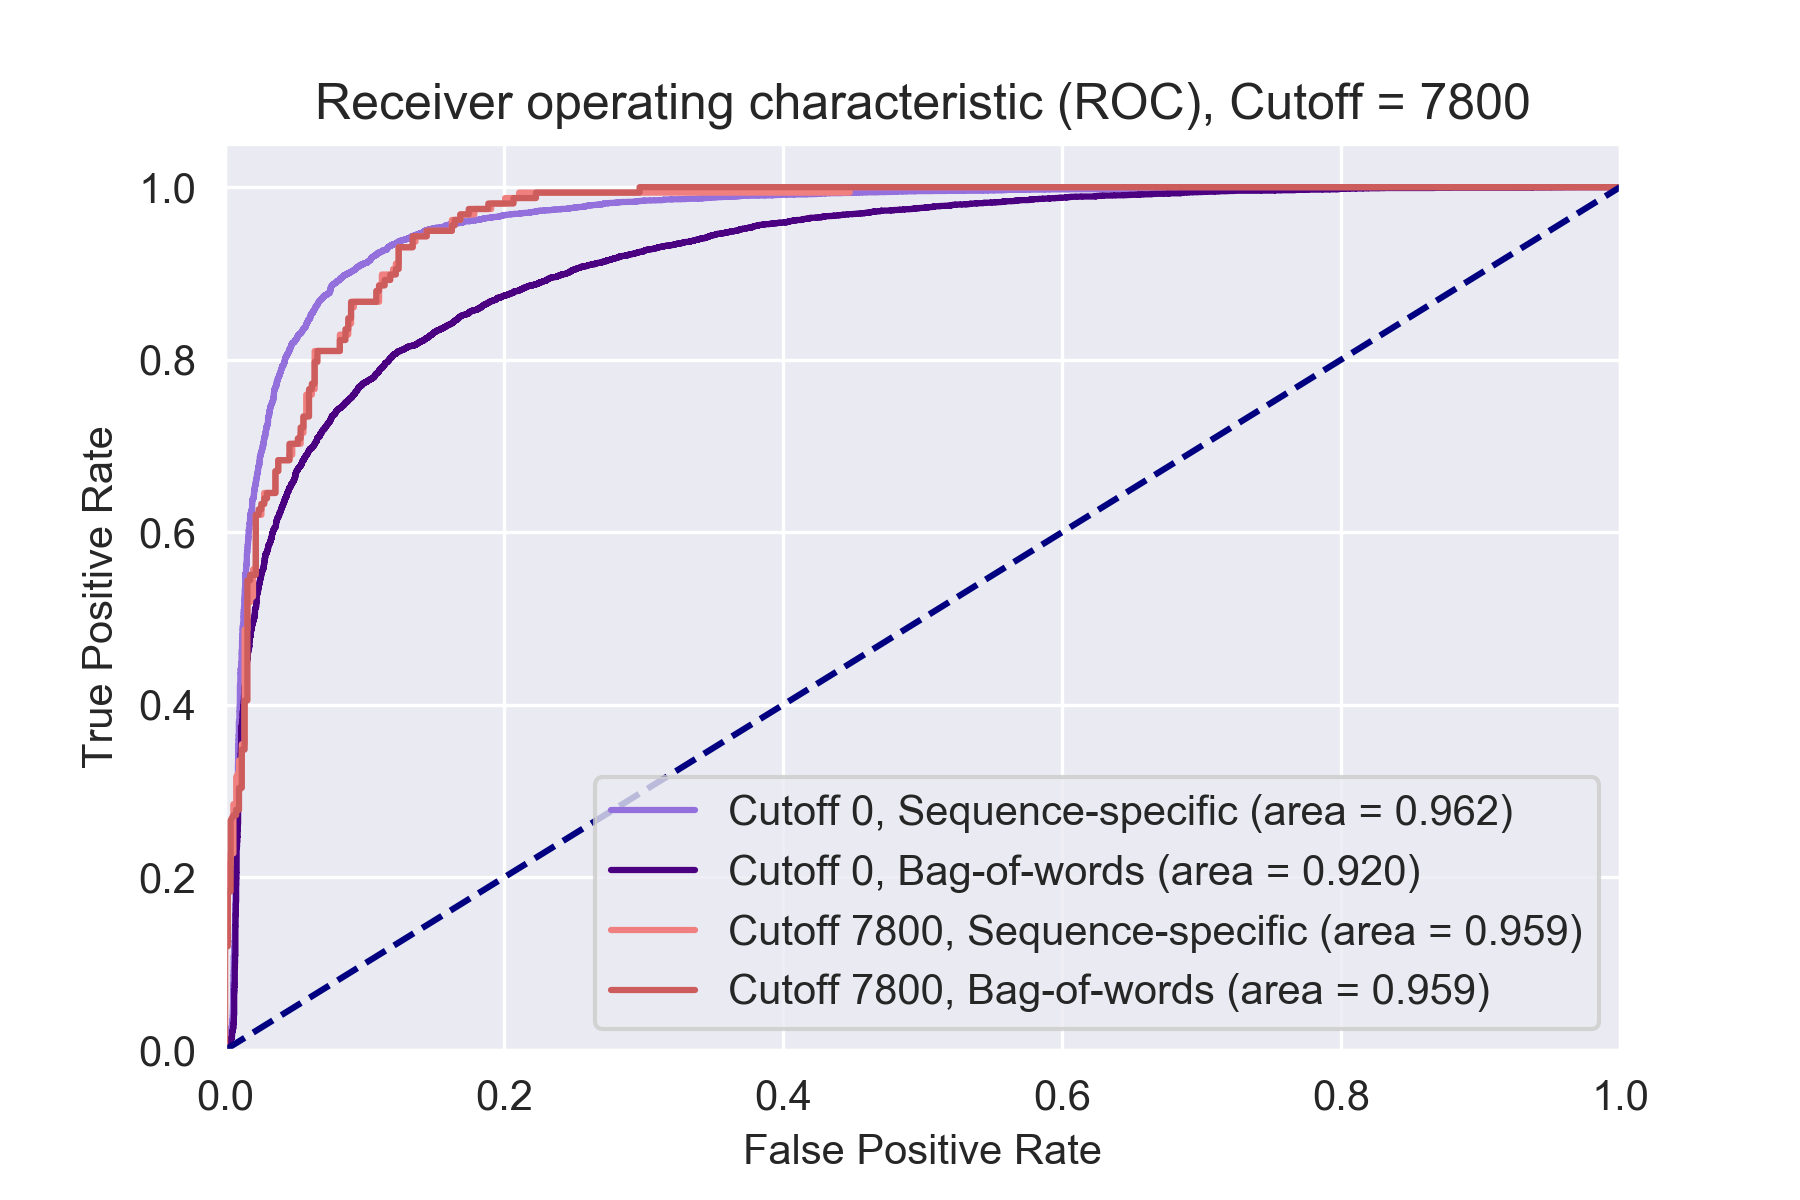 Receiver operating characteristic (ROC), Cutoff = 7800
True Positive Rate
1.0
0.8
0.6
0.4
0.2
0.0
Cutoff 0, Sequence-specific (area = 0.962)
Cutoff 0, Bag-of-words (area = 0.920)
Cutoff 7800, Sequence-specific (area = 0.959)
Cutoff 7800, Bag-of-words (area = 0.959)
0.0 0.2 0.4 0.6 0.8 1.0
False Positive Rate